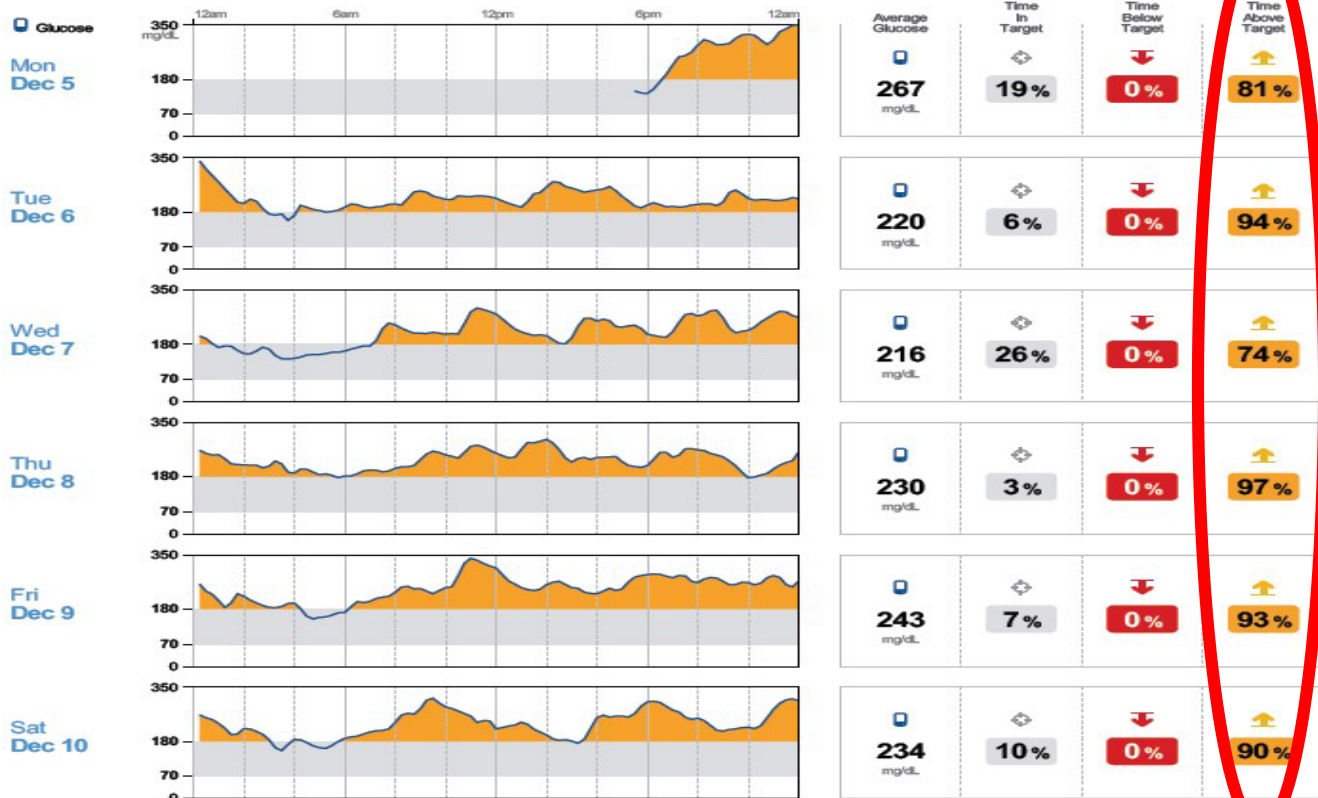 Glucose
12am 6am 12pm 6pm 12am
Average Glucose
Time In Target
Time Below Target
Time Above Target
Mon
Dec 5
350
mg/dL
180
70
0
267
mg/dL
19 %
0 %
81 %
Tue
Dec 6
350
180
70
0
220
mg/dL
6 %
0 %
94 %
Wed
Dec 7
350
180
70
0
216
mg/dL
26 %
0 %
74 %
Thu
Dec 8
350
180
70
0
230
mg/dL
3 %
0 %
97 %
Fri
Dec 9
350
180
70
0
243
mg/dL
7 %
0 %
93 %
Sat
Dec 10
350
180
70
0
234
mg/dL
10 %
0 %
90 %